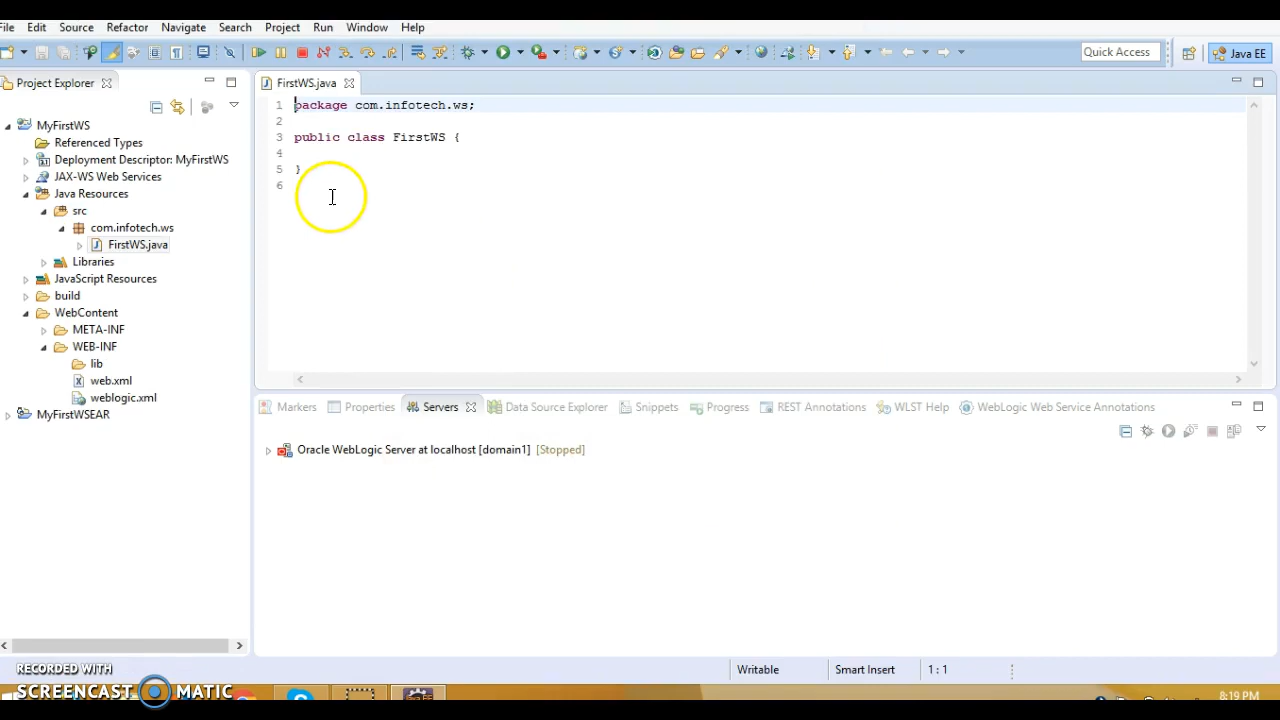 File Edit Source Refactor Navigate Search Project Run Window Help
Quick Access
Java EE
Project Explorer
MyFirstWS
Referenced Types
Deployment Descriptor: MyFirstWS
JAX-WS Web Services
Java Resources
src
com.infotech.ws
FirstWS.java
Libraries
JavaScript Resources
build
WebContent
META-INF
WEB-INF
lib
web.xml
weblogic.xml
MyFirstWSEAR
FirstWS.java
1 package com.infotech.ws;
2
3 public class FirstWS {
4
5 }
6
Markers Properties Servers Data Source Explorer Snippets Progress REST Annotations WLST Help WebLogic Web Service Annotations
Oracle WebLogic Server at localhost [domain1] [Stopped]
Writable Smart Insert 1 : 1
RECORDED WITH
SCREENCAST MATIC
8:19 PM